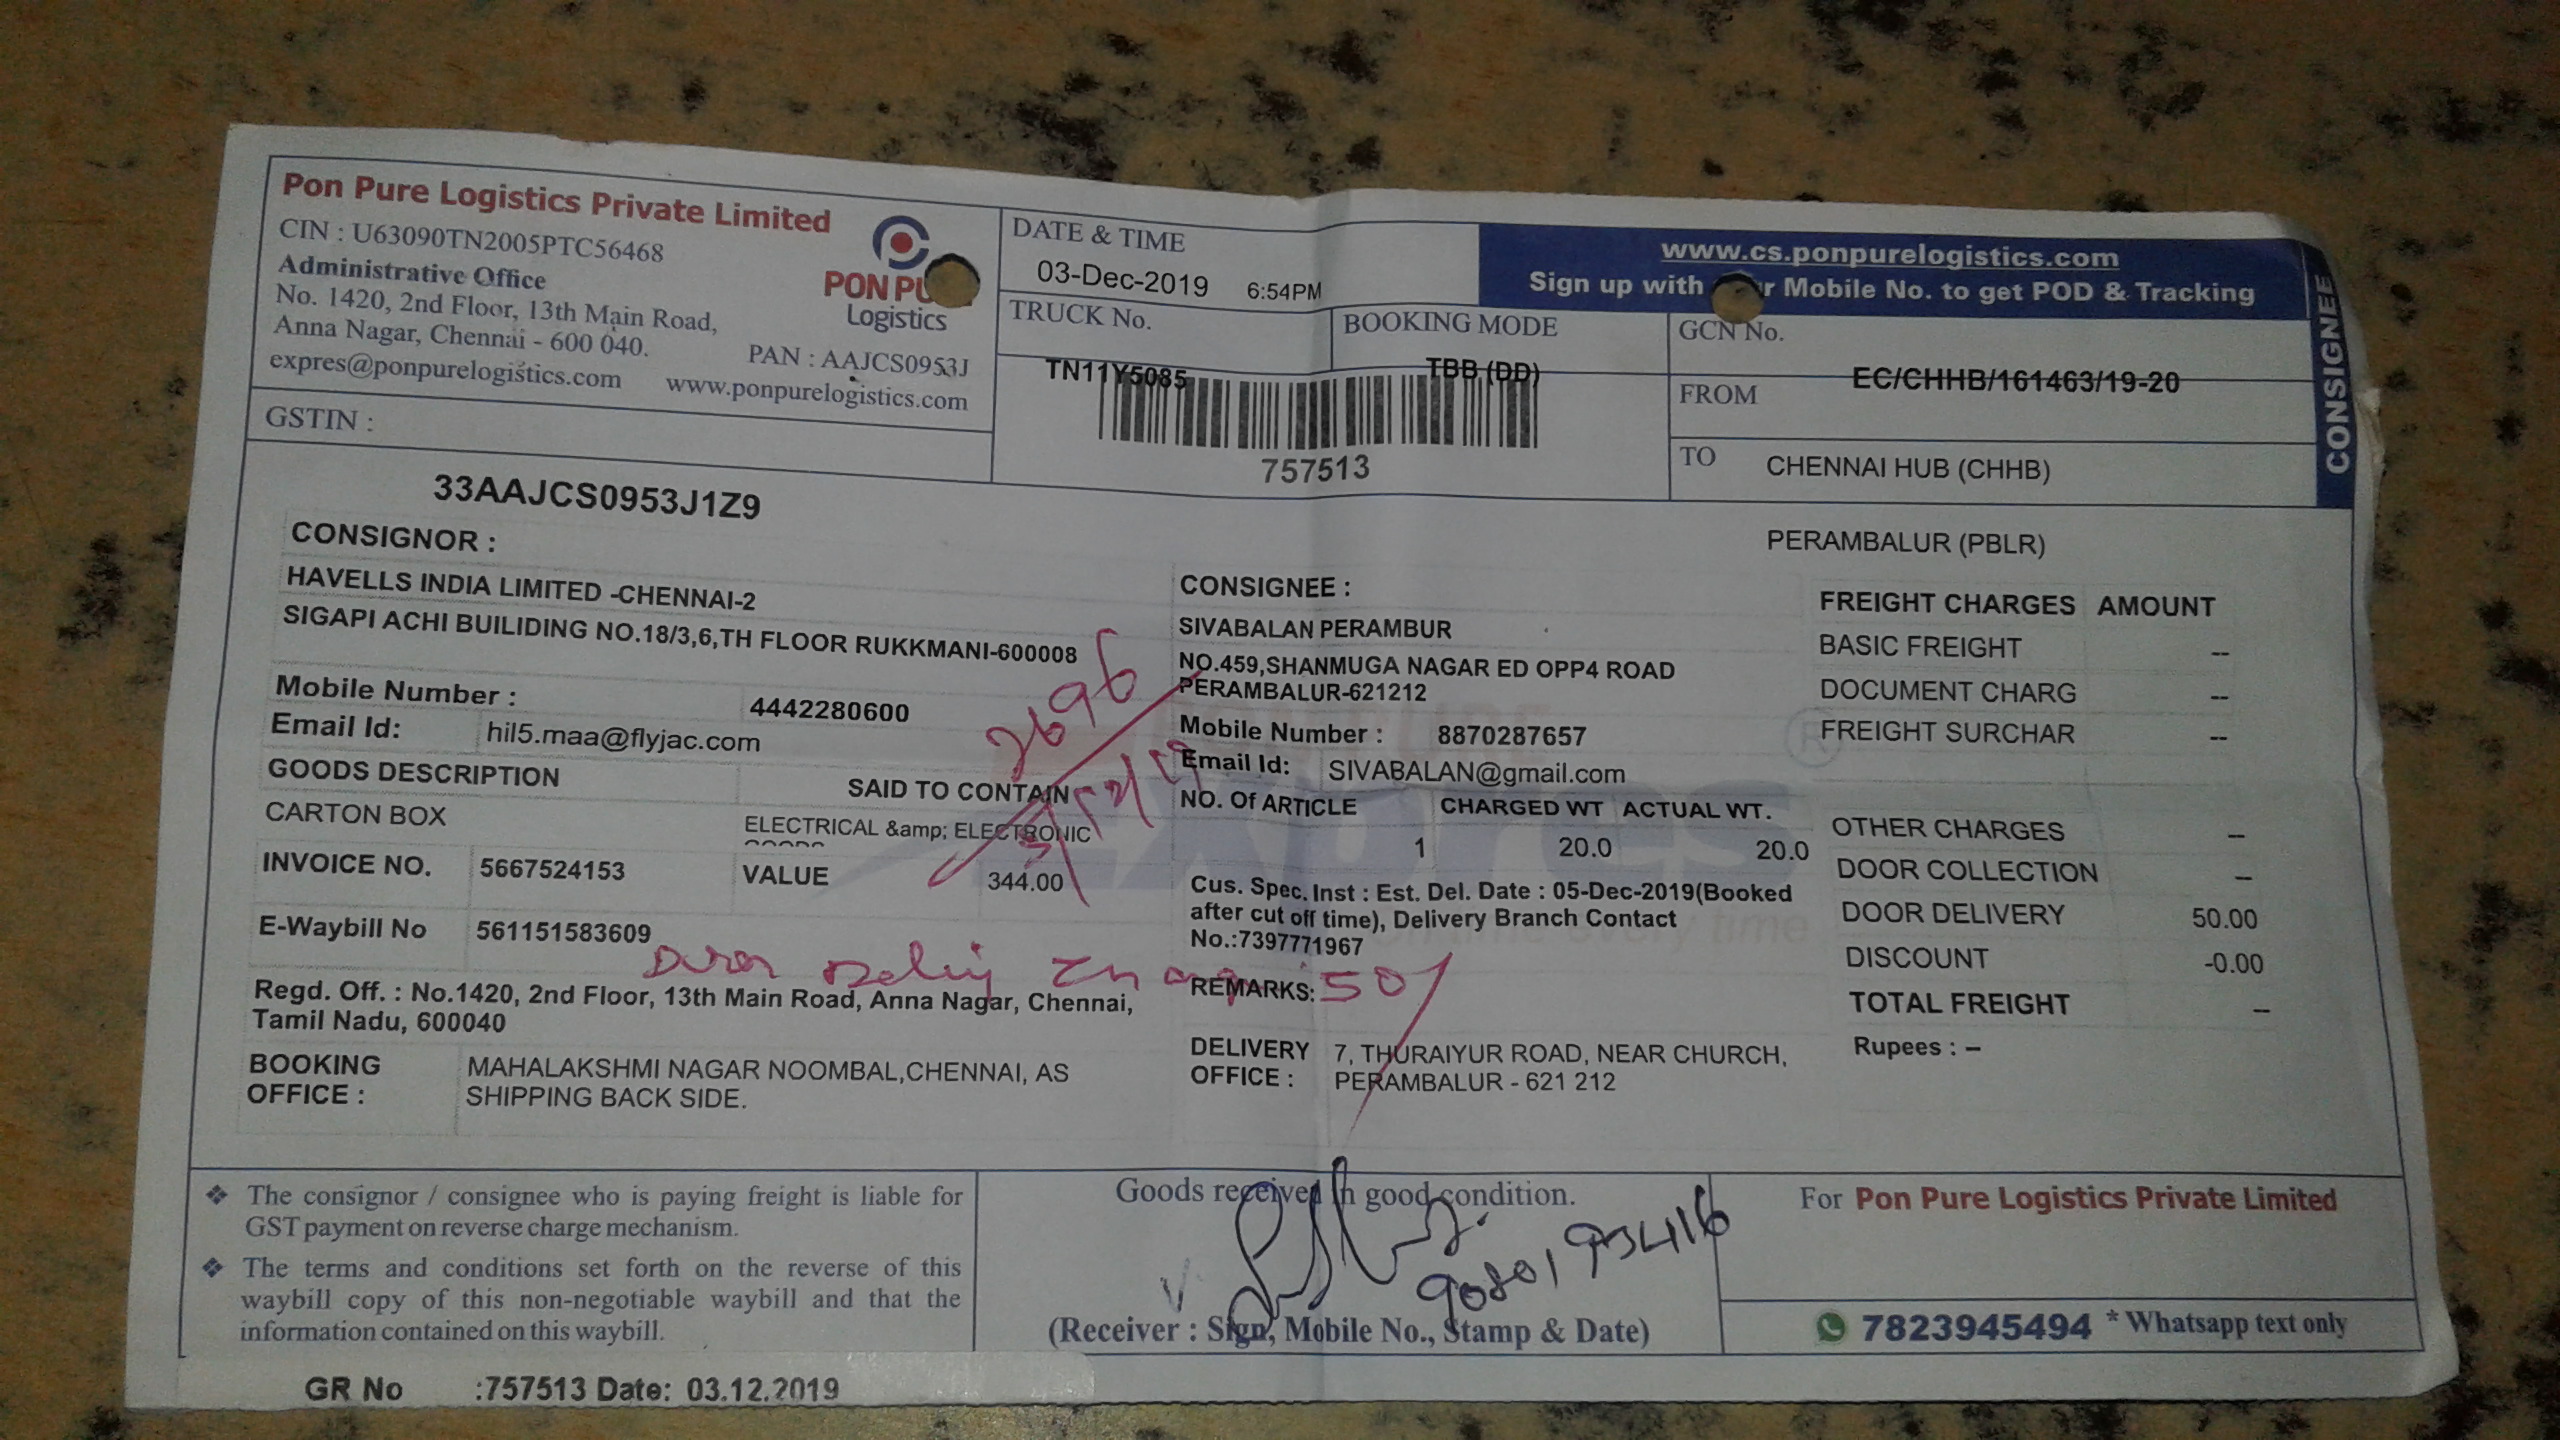 Pon Pure Logistics Private Limited
CIN : U63090TN2005PTC56468
Administrative Office
No. 1420, 2nd Floor, 13th Main Road,
Anna Nagar, Chennai - 600 040.
expres@ponpurelogistics.com
PON PU
Logistics
PAN : AAJCS0953J
www.ponpurelogistics.com
GSTIN :
33AAJCS0953J1Z9
DATE & TIME
03-Dec-2019 6:54PM
TRUCK No.
TN11Y5085
BOOKING MODE
TBB (DD)
757513
www.cs.ponpurelogistics.com
Sign up with r Mobile No. to get POD & Tracking
GCN No.
EC/CHHB/161463/19-20
FROM
TO CHENNAI HUB (CHHB)
PERAMBALUR (PBLR)
CONSIGNEE
CONSIGNOR :
HAVELLS INDIA LIMITED -CHENNAI-2
SIGAPI ACHI BUILIDING NO.18/3,6,TH FLOOR RUKKMANI-600008
Mobile Number : 4442280600
Email Id: hil5.maa@flyjac.com
GOODS DESCRIPTION SAID TO CONTAIN
CARTON BOX ELECTRICAL &amp; ELECTRONIC
INVOICE NO. 5667524153 VALUE 344.00
E-Waybill No 561151583609
Regd. Off. : No.1420, 2nd Floor, 13th Main Road, Anna Nagar, Chennai,
Tamil Nadu, 600040
BOOKING OFFICE : MAHALAKSHMI NAGAR NOOMBAL,CHENNAI, AS
SHIPPING BACK SIDE.
2696
CONSIGNEE :
SIVABALAN PERAMBUR
NO.459,SHANMUGA NAGAR ED OPP4 ROAD
PERAMBALUR-621212
Mobile Number : 8870287657
Email Id: SIVABALAN@gmail.com
NO. Of ARTICLE CHARGED WT ACTUAL WT.
1 20.0 20.0
Cus. Spec. Inst : Est. Del. Date : 05-Dec-2019(Booked
after cut off time), Delivery Branch Contact
No.:7397771967
REMARKS: 50/
DELIVERY OFFICE : 7, THURAIYUR ROAD, NEAR CHURCH,
PERAMBALUR - 621 212
FREIGHT CHARGES AMOUNT
BASIC FREIGHT --
DOCUMENT CHARG --
FREIGHT SURCHAR --
OTHER CHARGES --
DOOR COLLECTION --
DOOR DELIVERY 50.00
DISCOUNT -0.00
TOTAL FREIGHT --
Rupees : --
The consignor / consignee who is paying freight is liable for
GST payment on reverse charge mechanism.
The terms and conditions set forth on the reverse of this
waybill copy of this non-negotiable waybill and that the
information contained on this waybill.
Goods received in good condition.
(Receiver : Sign, Mobile No., Stamp & Date)
For Pon Pure Logistics Private Limited
7823945494 * Whatsapp text only
GR No :757513 Date: 03.12.2019